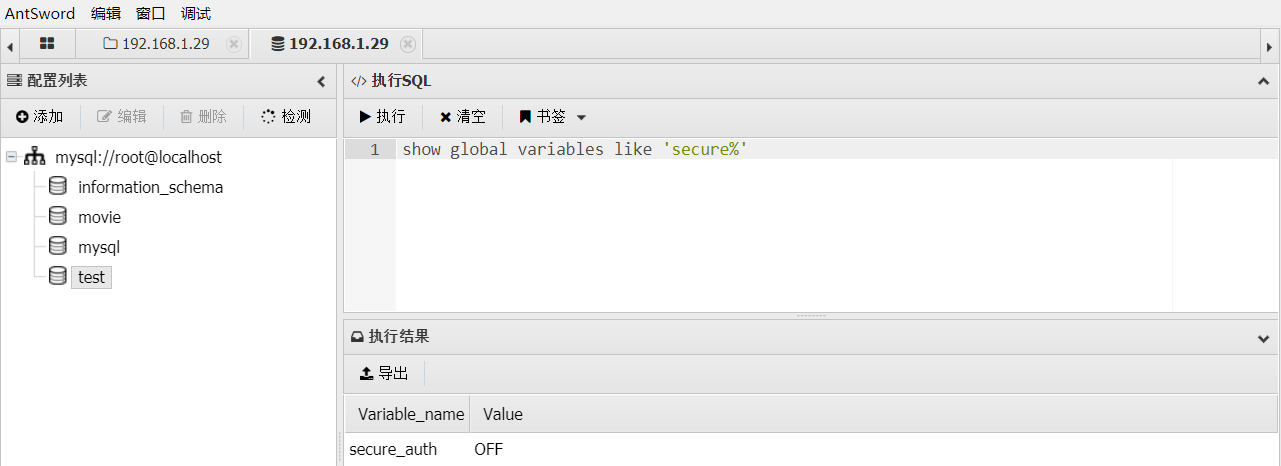 AntSword 编辑 窗口 调试
192.168.1.29 192.168.1.29
配置列表
添加 编辑 删除 检测
mysql://root@localhost
information_schema
movie
mysql
test
</> 执行SQL
执行 清空 书签
1 show global variables like 'secure%'
执行结果
导出
Variable_name Value
secure_auth OFF